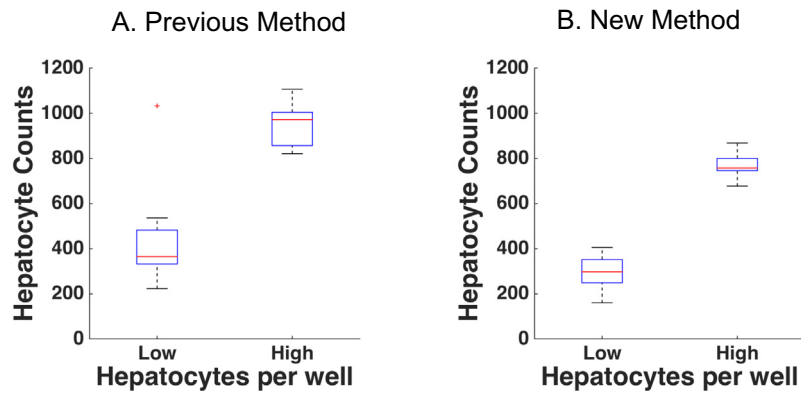 A. Previous Method
Hepatocyte Counts
1200
1000
800
600
400
200
0
Low High
Hepatocytes per well
B. New Method
Hepatocyte Counts
1200
1000
800
600
400
200
0
Low High
Hepatocytes per well